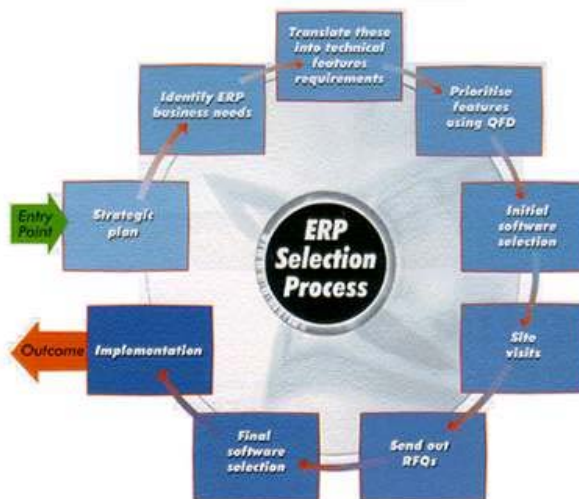 Translate these
into technical
features
requirements
Identify ERP
business needs
Prioritise
features
using QFD
Entry
Point
Strategic
plan
ERP
Selection
Process
Initial
software
selection
Outcome
Implementation
Site
visits
Final
software
selection
Send out
RFQs